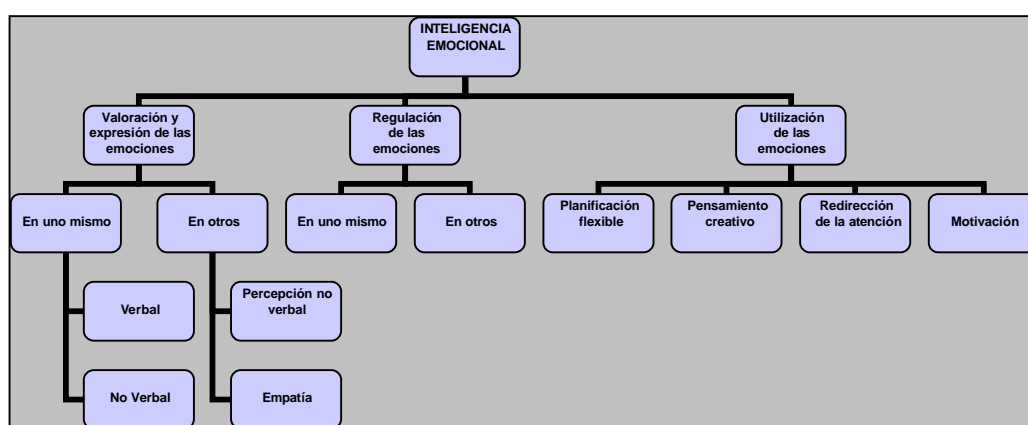 INTELIGENCIA
EMOCIONAL
Valoración y
expresión de las
emociones
Regulación
de las
emociones
Utilización
de las
emociones
En uno mismo
En otros
En uno mismo
En otros
Planificación
flexible
Pensamiento
creativo
Redirección
de la atención
Motivación
Verbal
Percepción no
verbal
No Verbal
Empatía